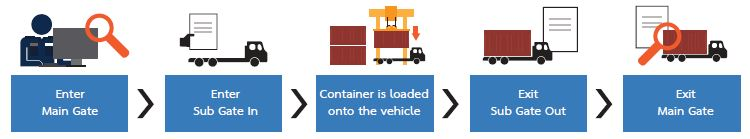 Enter
Main Gate
Enter
Sub Gate In
Container is loaded
onto the vehicle
Exit
Sub Gate Out
Exit
Main Gate